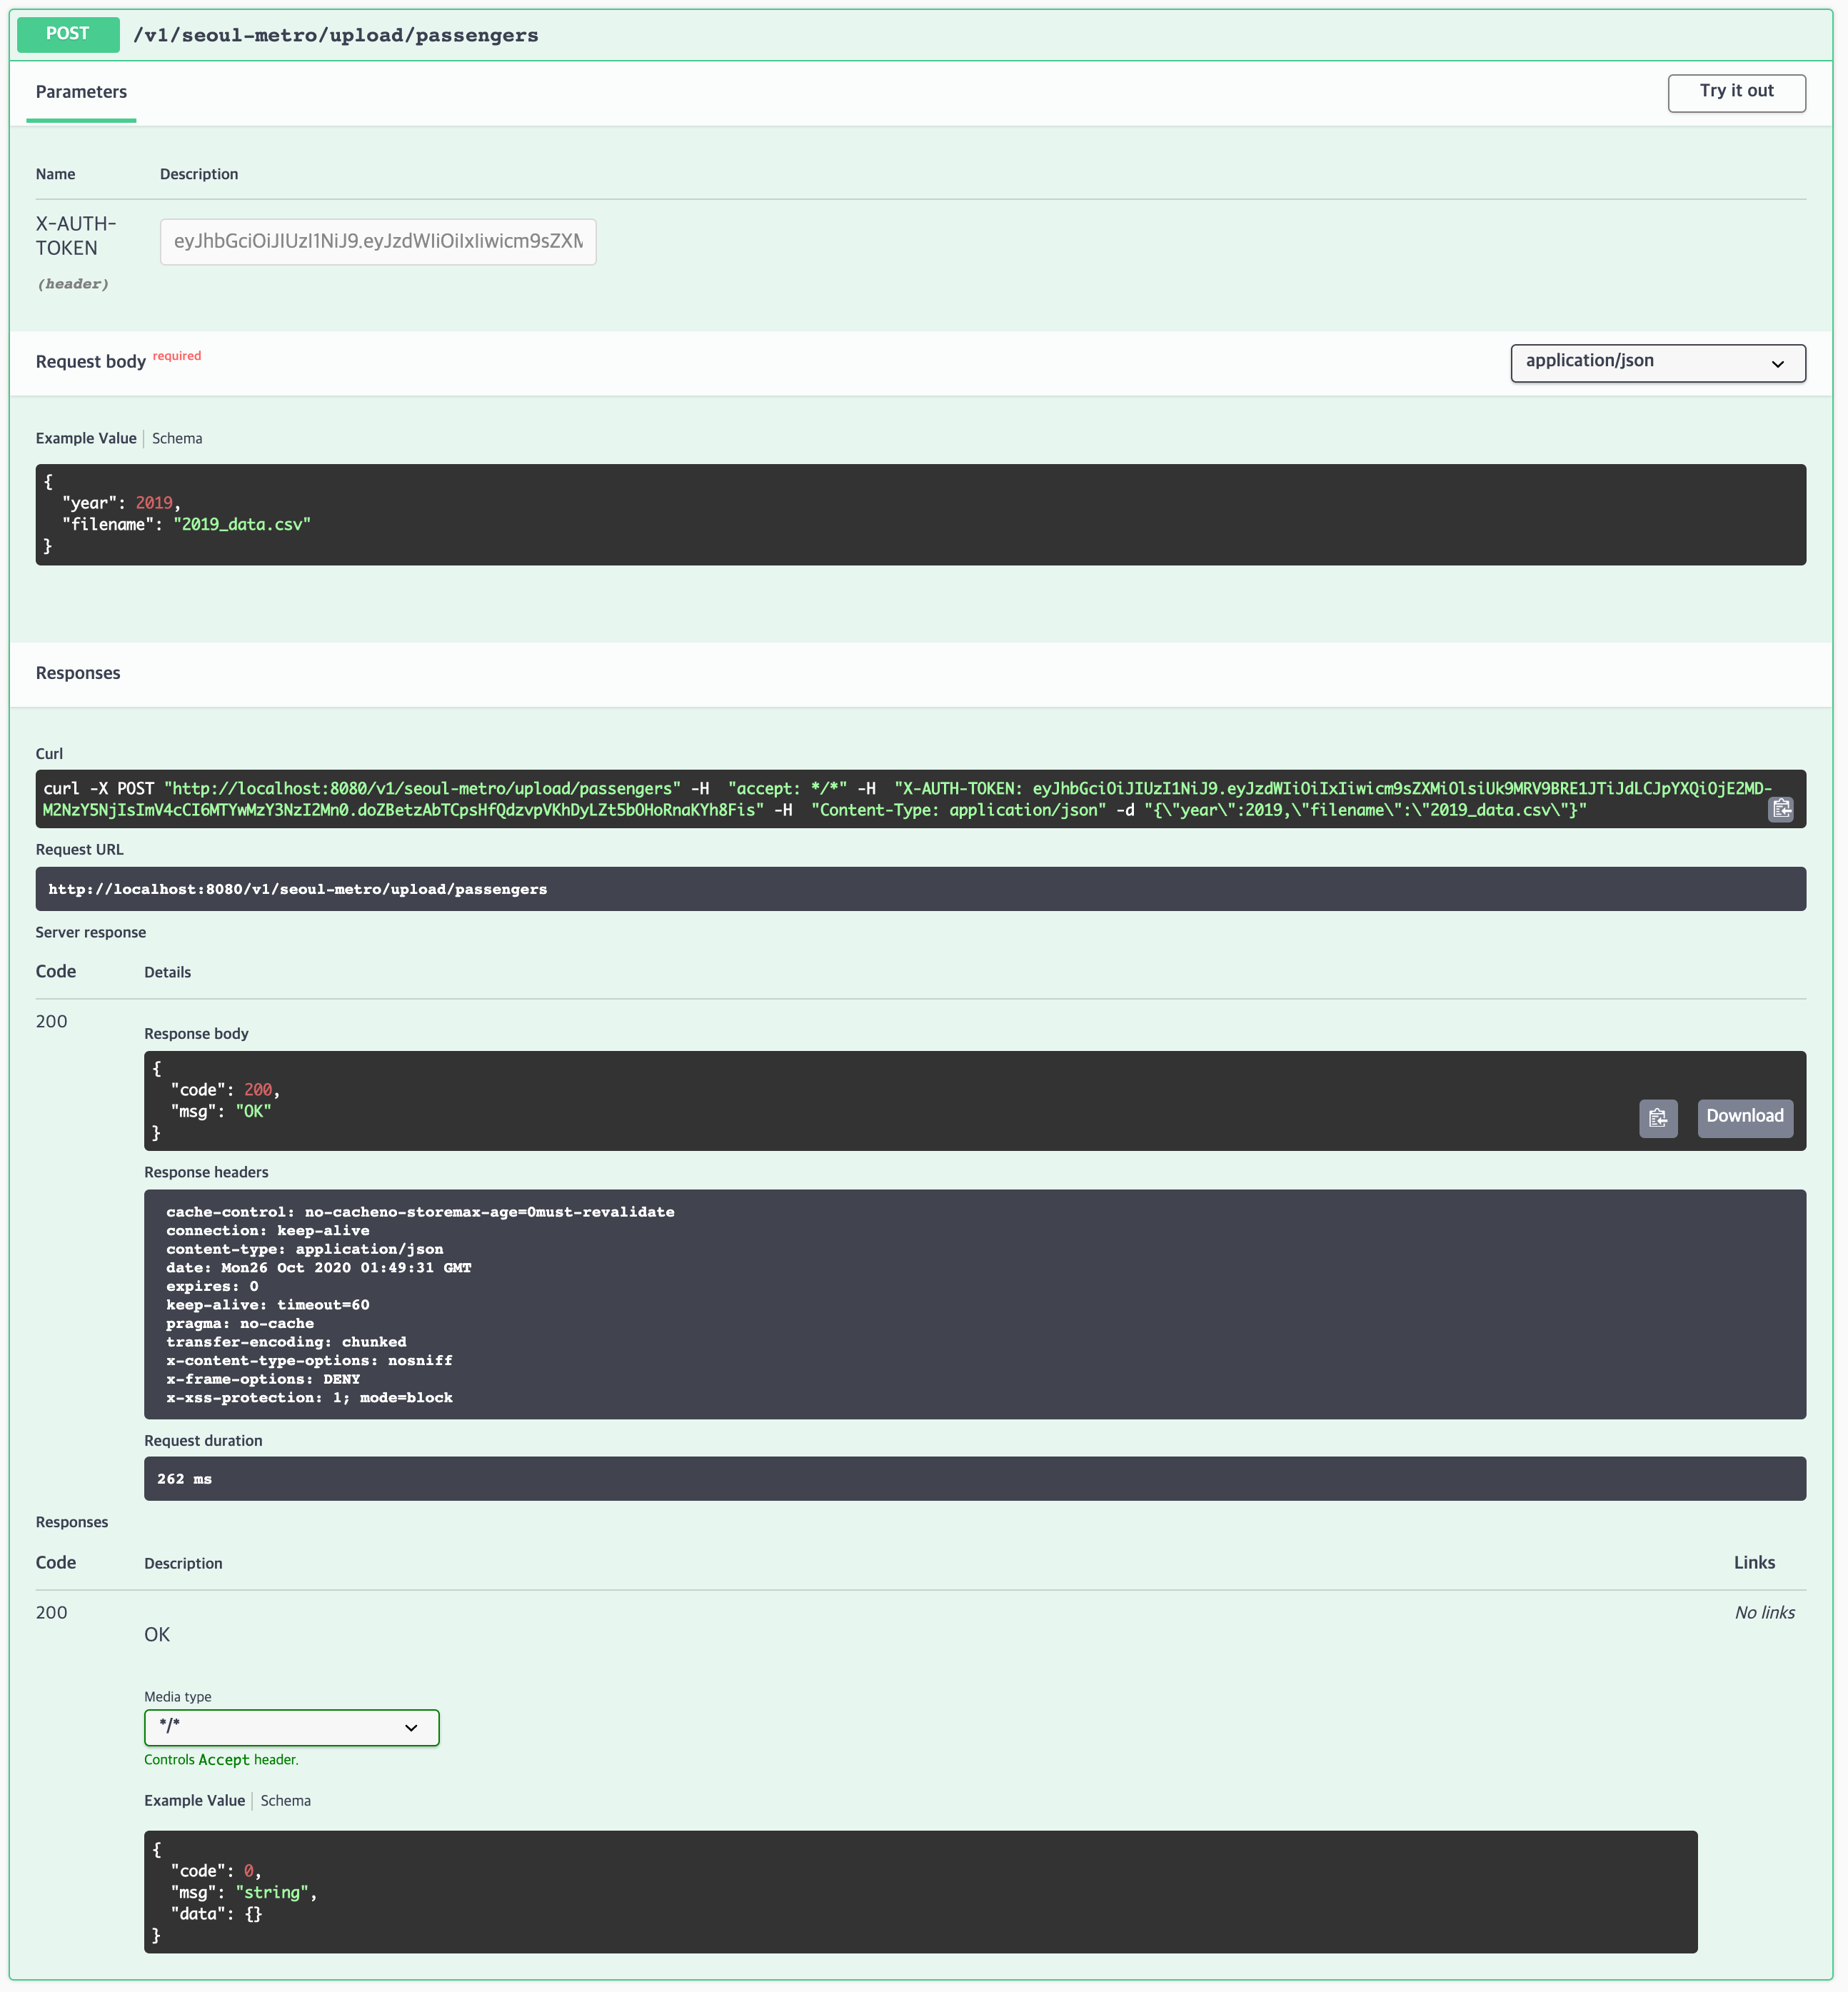 POST /v1/seoul-metro/upload/passengers
Parameters
Try it out
Name Description
X-AUTH-
TOKEN
(header)
eyJhbGciOiJIUzI1NiJ9.eyJzdWIiOiIxIiwicm9sZXM
Request body required
application/json
Example Value Schema
{
"year": 2019,
"filename": "2019_data.csv"
}
Responses
Curl
curl -X POST "http://localhost:8080/v1/seoul-metro/upload/passengers" -H  "accept: */*" -H  "X-AUTH-TOKEN: eyJhbGciOiJIUzI1NiJ9.eyJzdWIiOiIxIiwicm9sZXMiOlsiUk9MRV9BRE1JTiJdLCJpYXQiOjE2MD-
M2NzY5NjIsImV4cCI6MTYwMzY3NzI2Mn0.doZBetzAbTCpsHfQdzvpVKhDyLZt5bOHoRnaKYh8Fis" -H  "Content-Type: application/json" -d "{\"year\":2019,\"filename\":\"2019_data.csv\"}"
Request URL
http://localhost:8080/v1/seoul-metro/upload/passengers
Server response
Code Details
200
Response body
{
"code": 200,
"msg": "OK"
}
Download
Response headers
cache-control: no-cacheno-storemax-age=0must-revalidate
connection: keep-alive
content-type: application/json
date: Mon26 Oct 2020 01:49:31 GMT
expires: 0
keep-alive: timeout=60
pragma: no-cache
transfer-encoding: chunked
x-content-type-options: nosniff
x-frame-options: DENY
x-xss-protection: 1; mode=block
Request duration
262 ms
Responses
Code Description Links
200
OK
No links
Media type
*/*
Controls Accept header.
Example Value Schema
{
"code": 0,
"msg": "string",
"data": {}
}